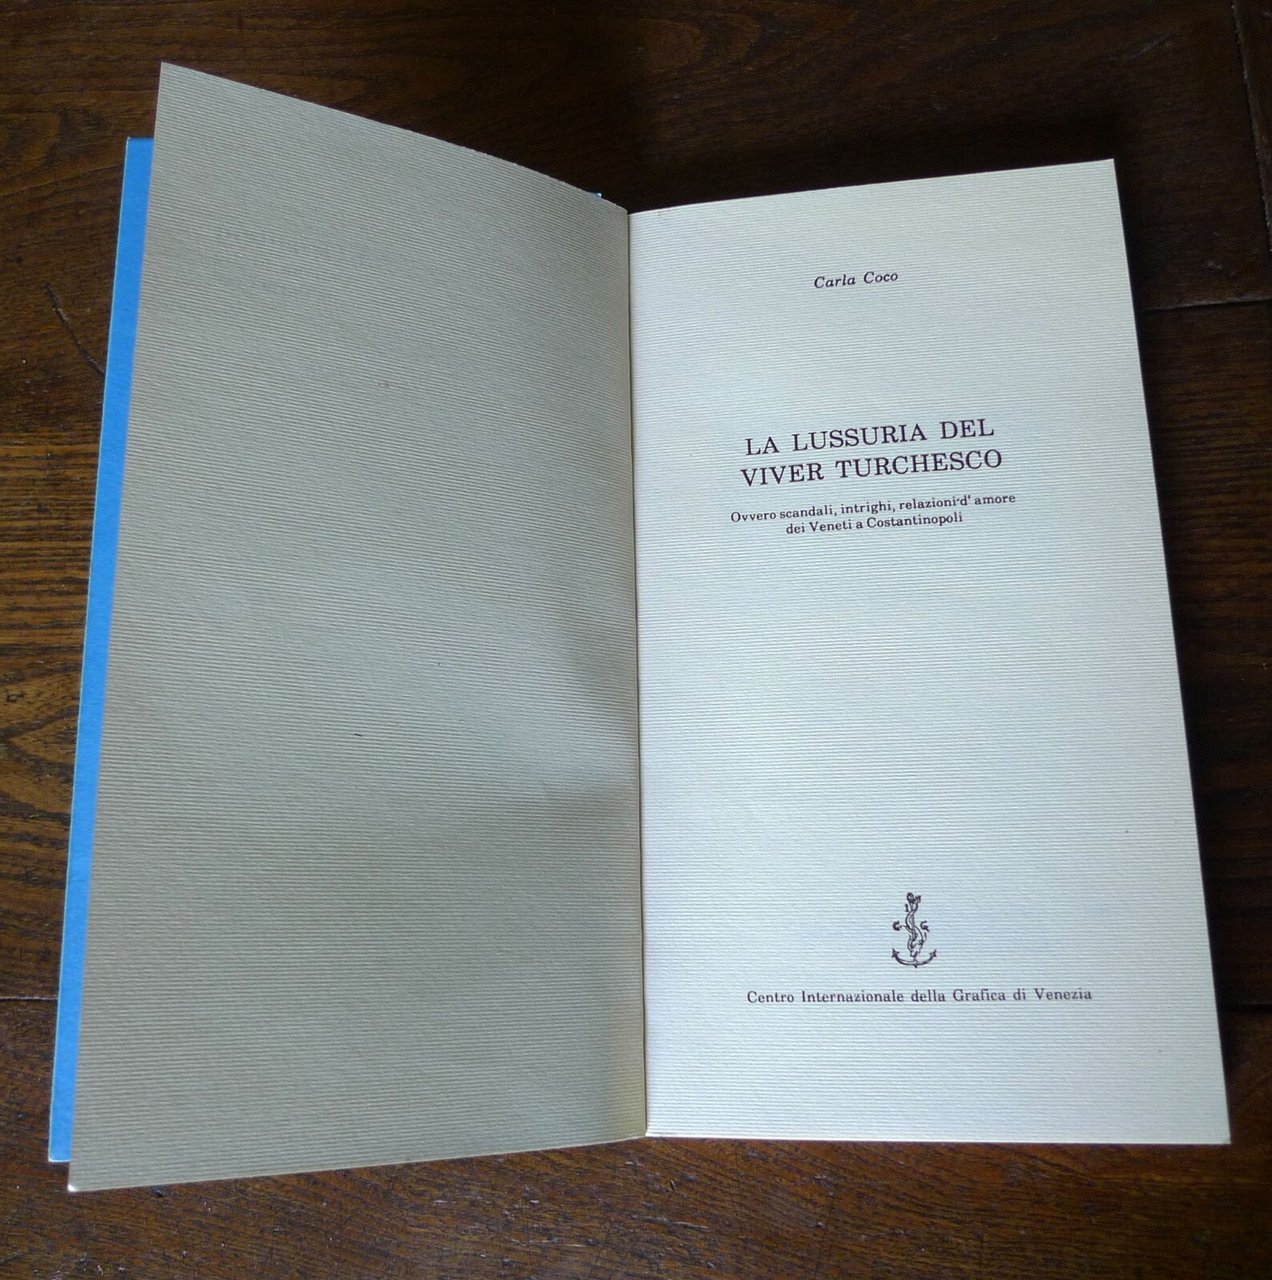 Carla Coco
LA LUSSURIA DEL
VIVER TURCHESCO
Ovvero scandali, intrighi, relazioni d' amore
dei Veneti a Costantinopoli
Centro Internazionale della Grafica di Venezia